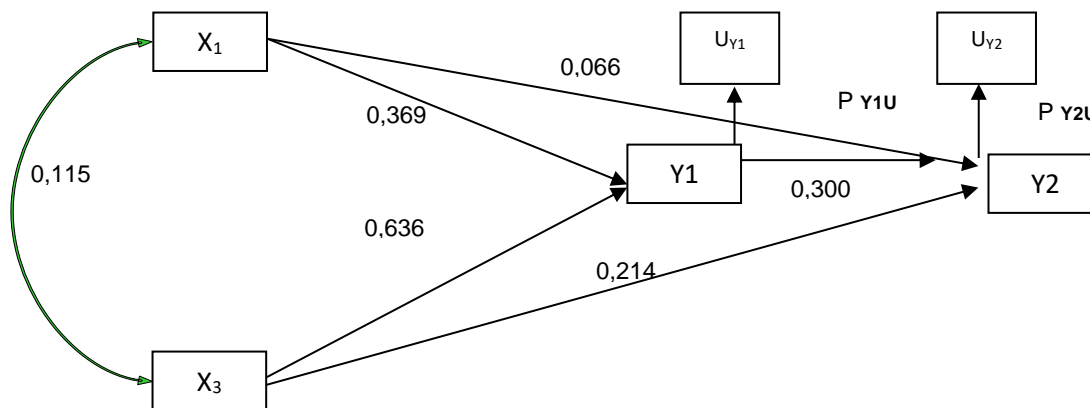 X₁
U_Y1
U_Y2
0,066
P Y1U
P Y2U
0,369
0,115
Y1
0,300
Y2
0,636
0,214
X₃